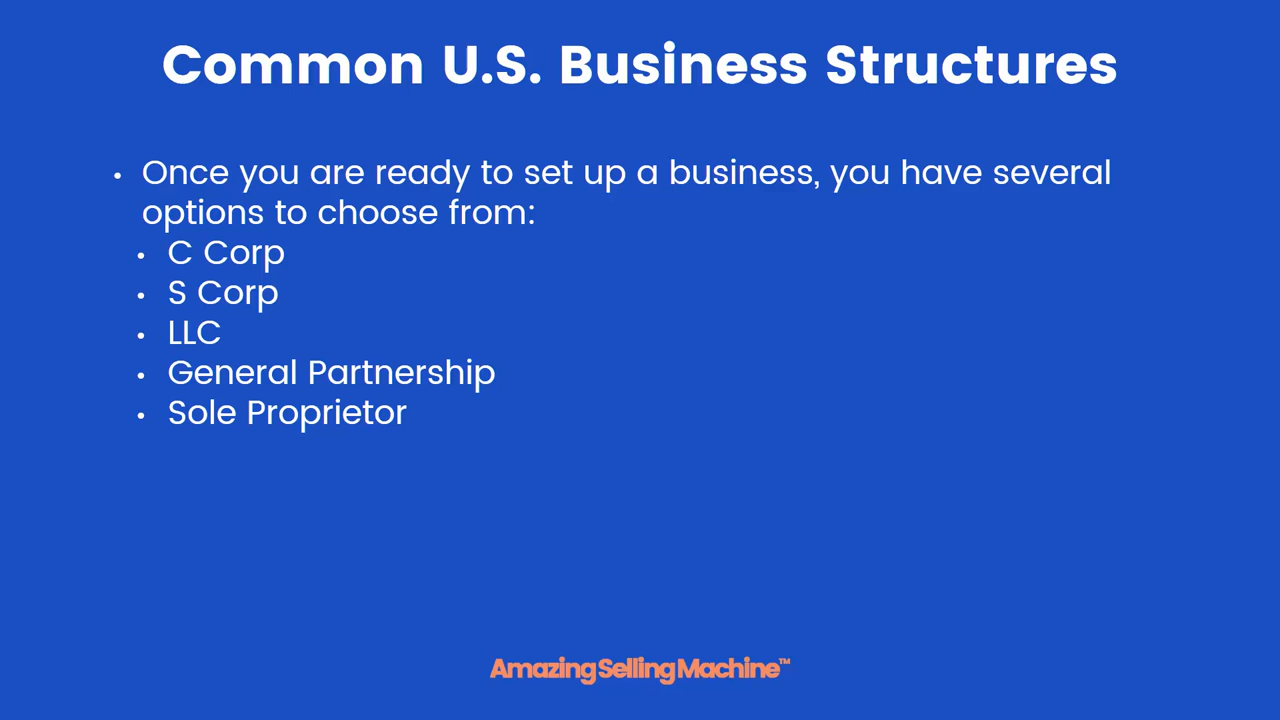 Common U.S. Business Structures
• Once you are ready to set up a business, you have several
options to choose from:
• C Corp
• S Corp
• LLC
• General Partnership
• Sole Proprietor
AmazingSellingMachine™